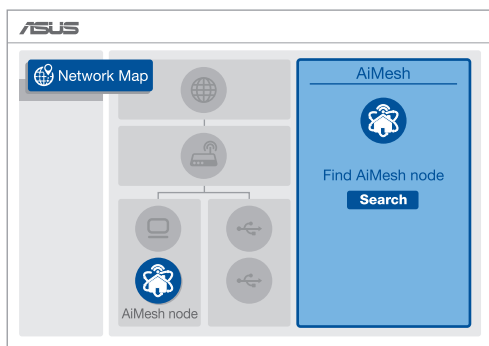 ASUS
Network Map
AiMesh
Find AiMesh node
Search
AiMesh node